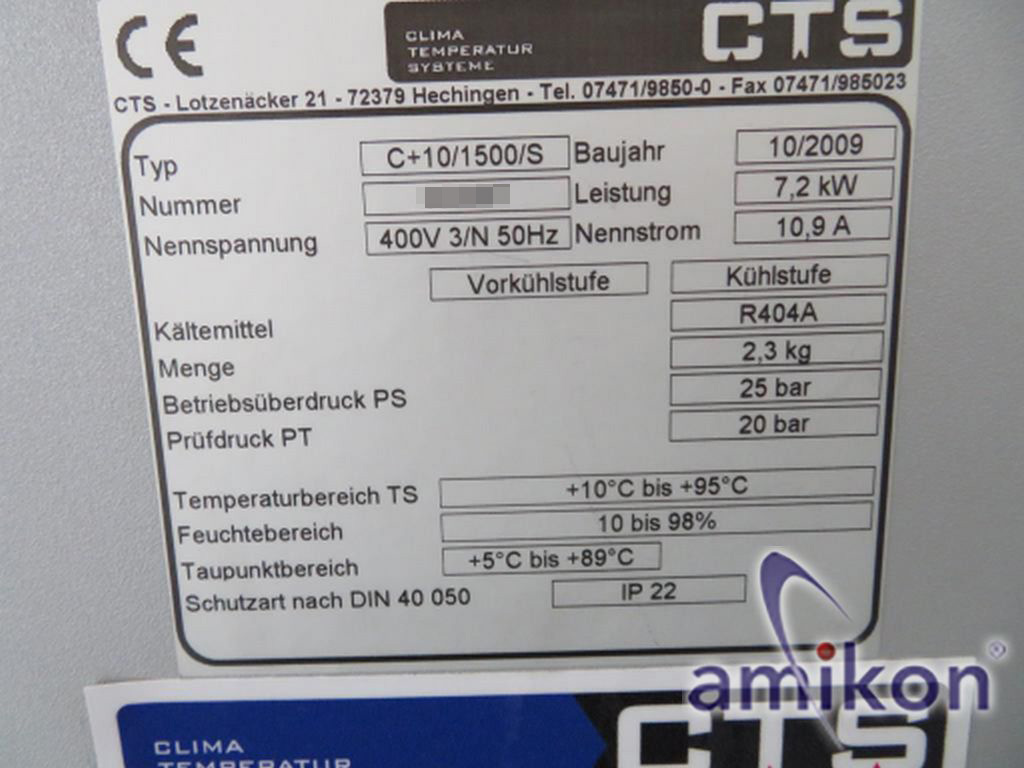 CE
CLIMA
TEMPERATUR
SYSTEME
CTS
CTS - Lotzenäcker 21 - 72379 Hechingen - Tel. 07471/9850-0 - Fax 07471/985023
Typ C+10/1500/S Baujahr 10/2009
Nummer Leistung 7,2 kW
Nennspannung 400V 3/N 50Hz Nennstrom 10,9 A
Vorkühlstufe Kühlstufe
Kältemittel R404A
Menge 2,3 kg
Betriebsüberdruck PS 25 bar
Prüfdruck PT 20 bar
Temperaturbereich TS +10°C bis +95°C
Feuchtebereich 10 bis 98%
Taupunktbereich +5°C bis +89°C
Schutzart nach DIN 40 050 IP 22
amikon®
CLIMA
TEMPERATUR
CTS